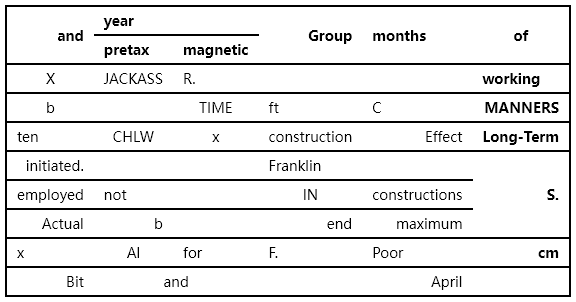 year
and Group months of
pretax magnetic
X JACKASS R. working
b TIME ft C MANNERS
ten CHLW x construction Effect Long-Term
initiated. Franklin
employed not IN constructions S.
Actual b end maximum
x AI for F. Poor cm
Bit and April